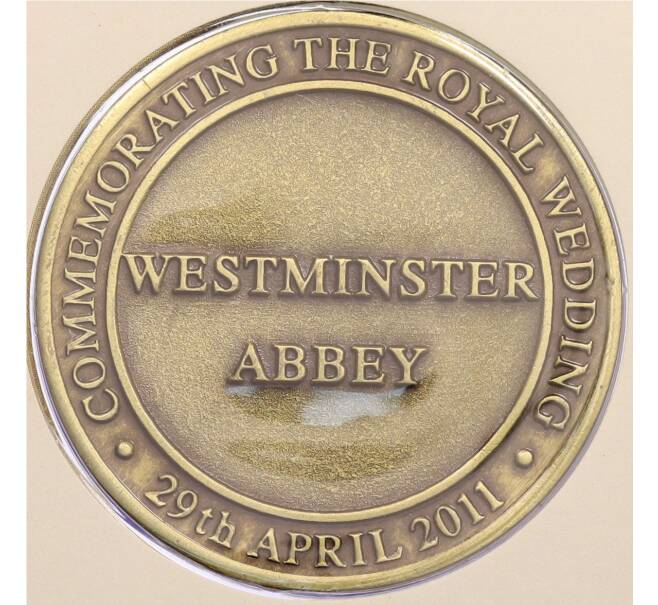 COMMEMORATING THE ROYAL WEDDING
WESTMINSTER
ABBEY
• 29th APRIL 2011 •